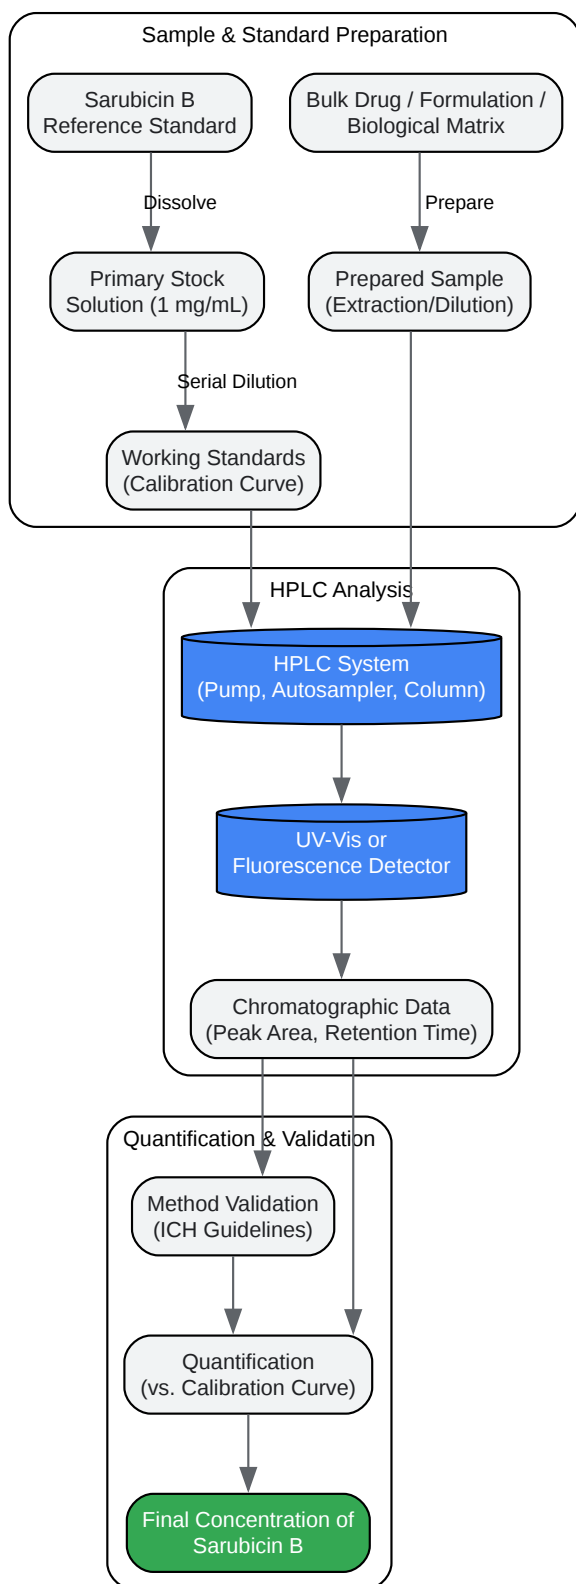 Sample & Standard Preparation
Sarubicin B
Reference Standard
Bulk Drug / Formulation /
Biological Matrix
Dissolve
Prepare
Primary Stock
Solution (1 mg/mL)
Prepared Sample
(Extraction/Dilution)
Serial Dilution
Working Standards
(Calibration Curve)
HPLC Analysis
HPLC System
(Pump, Autosampler, Column)
UV-Vis or
Fluorescence Detector
Chromatographic Data
(Peak Area, Retention Time)
Quantification & Validation
Method Validation
(ICH Guidelines)
Quantification
(vs. Calibration Curve)
Final Concentration of
Sarubicin B